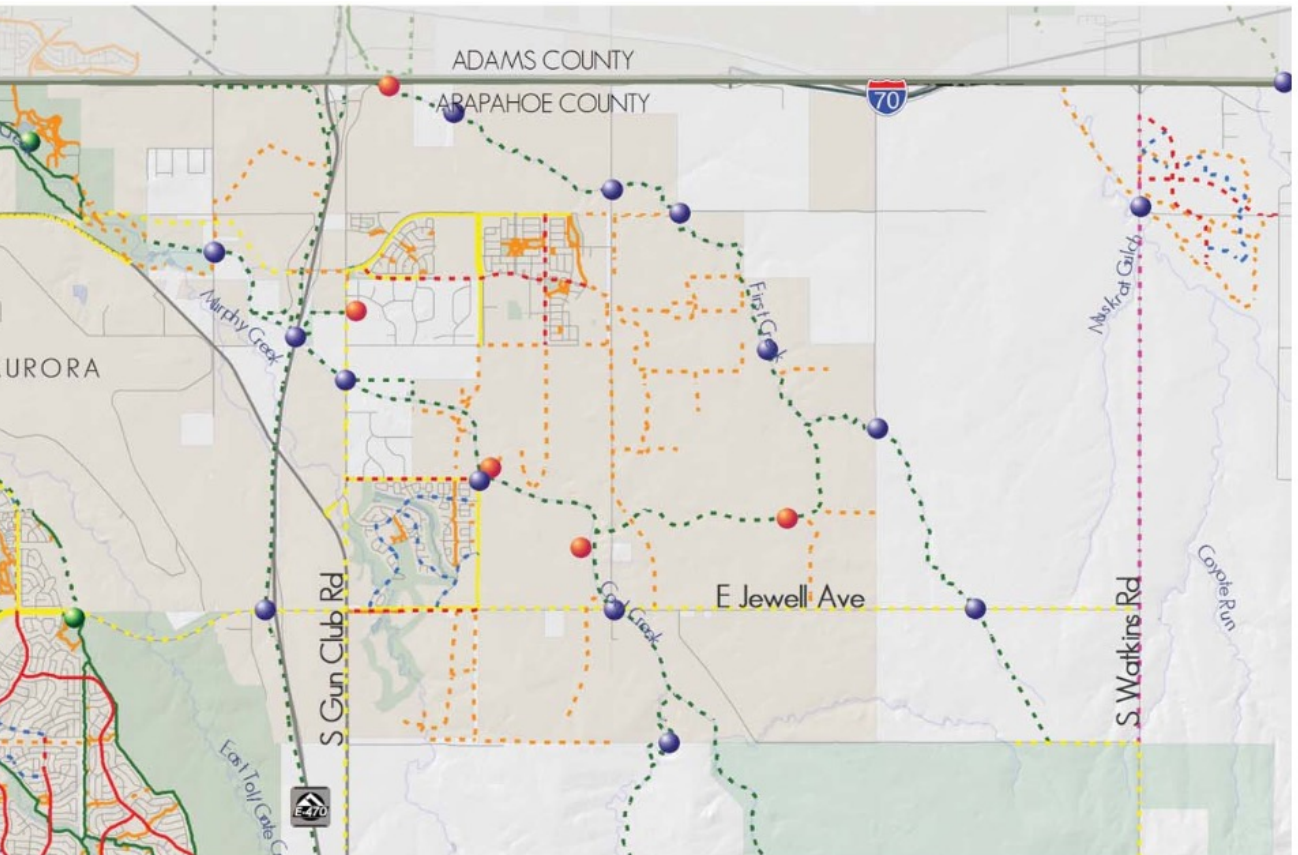 ADAMS COUNTY
ARAPAHOE COUNTY
70
Creek
First Creek
Muskrat Gulch
Murphy Creek
AURORA
Coyote Run
E Jewell Ave
Coal Creek
S Gun Club Rd
S Watkins Rd
East Toll Gate C
E-470